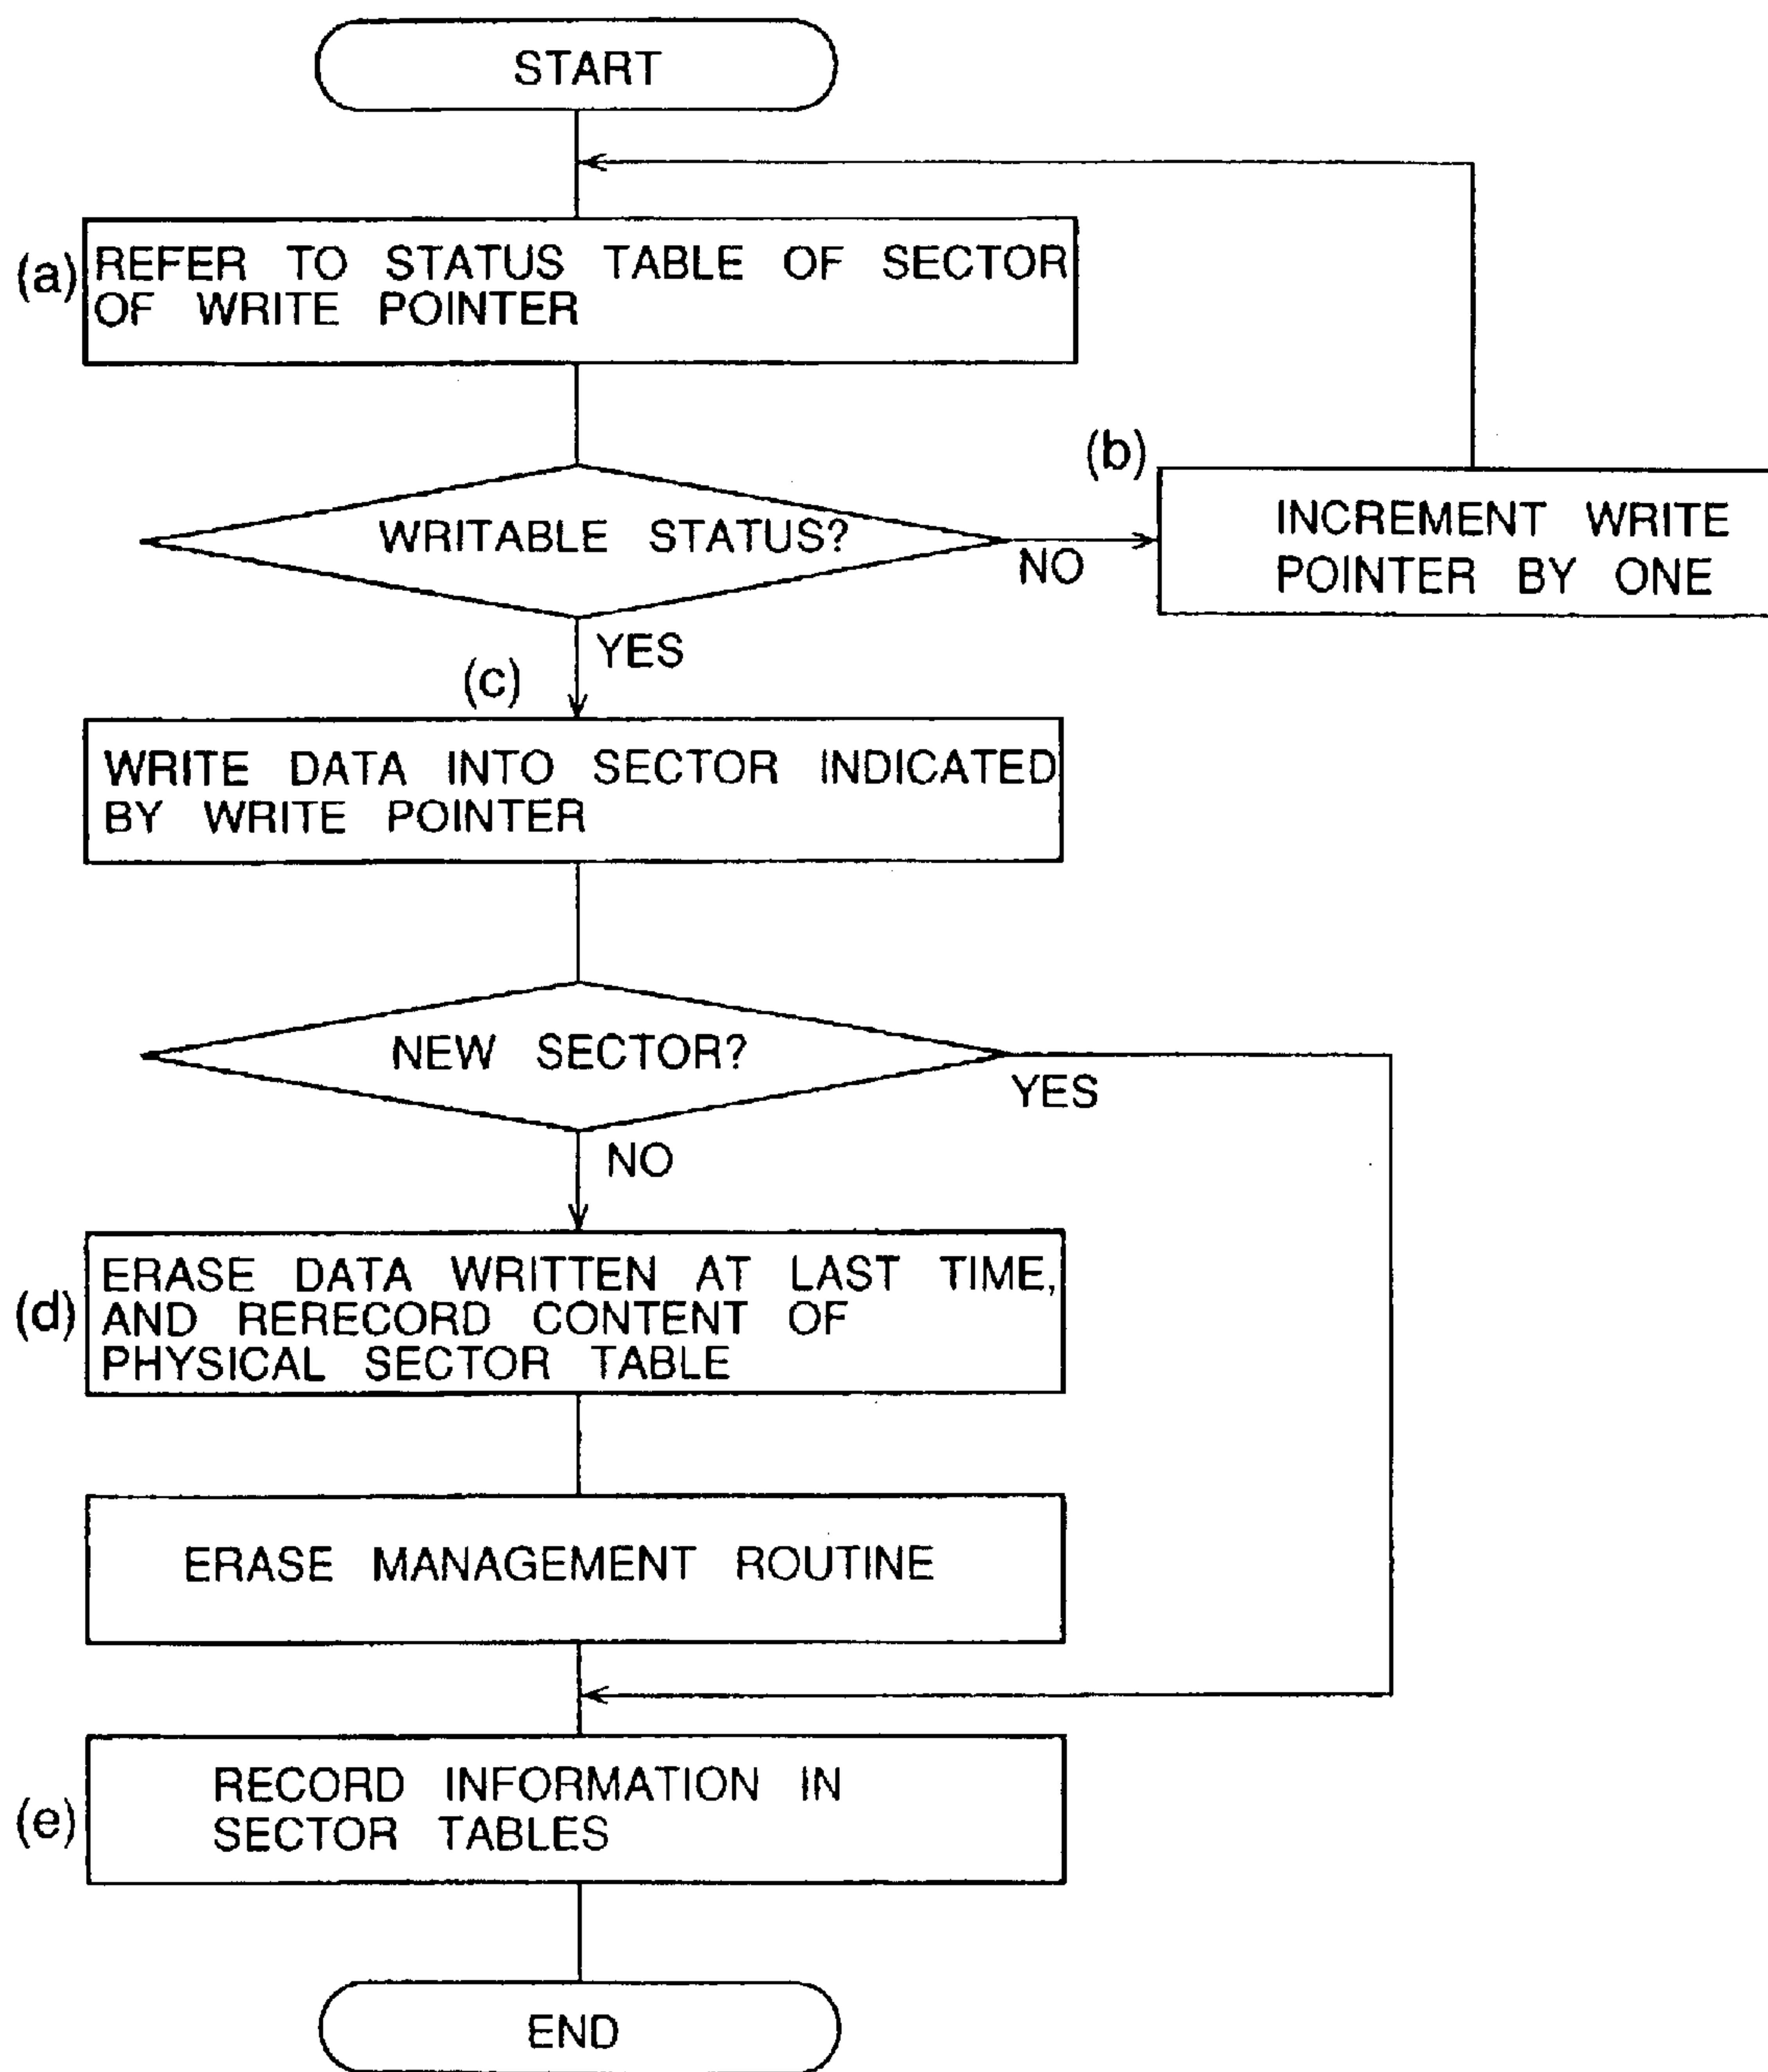 START
(a)
REFER TO STATUS TABLE OF SECTOR
OF WRITE POINTER
WRITABLE STATUS?
NO
(b)
INCREMENT WRITE
POINTER BY ONE
YES
(c)
WRITE DATA INTO SECTOR INDICATED
BY WRITE POINTER
NEW SECTOR?
YES
NO
(d)
ERASE DATA WRITTEN AT LAST TIME,
AND RERECORD CONTENT OF
PHYSICAL SECTOR TABLE
ERASE MANAGEMENT ROUTINE
(e)
RECORD INFORMATION IN
SECTOR TABLES
END